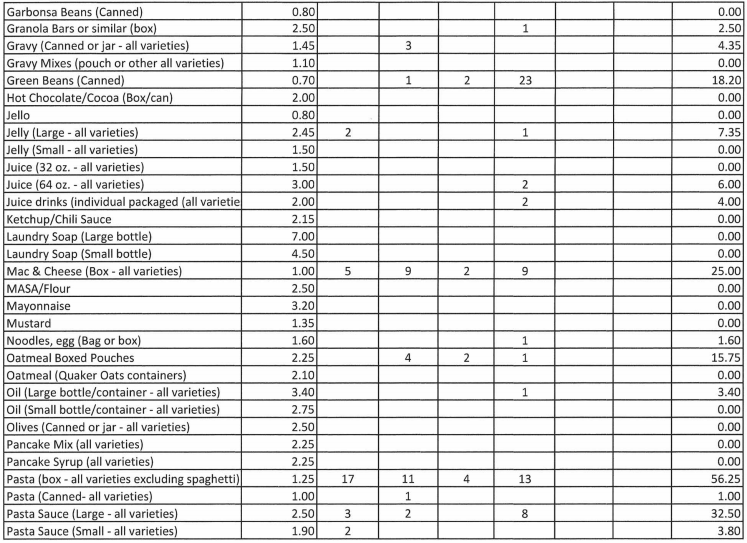 Garbonsa Beans (Canned) 0.80 0.00
Granola Bars or similar (box) 2.50 1 2.50
Gravy (Canned or jar - all varieties) 1.45 3 4.35
Gravy Mixes (pouch or other all varieties) 1.10 0.00
Green Beans (Canned) 0.70 1 2 23 18.20
Hot Chocolate/Cocoa (Box/can) 2.00 0.00
Jello 0.80 0.00
Jelly (Large - all varieties) 2.45 2 1 7.35
Jelly (Small - all varieties) 1.50 0.00
Juice (32 oz. - all varieties) 1.50 0.00
Juice (64 oz. - all varieties) 3.00 2 6.00
Juice drinks (individual packaged (all varietie 2.00 2 4.00
Ketchup/Chili Sauce 2.15 0.00
Laundry Soap (Large bottle) 7.00 0.00
Laundry Soap (Small bottle) 4.50 0.00
Mac & Cheese (Box - all varieties) 1.00 5 9 2 9 25.00
MASA/Flour 2.50 0.00
Mayonnaise 3.20 0.00
Mustard 1.35 0.00
Noodles, egg (Bag or box) 1.60 1 1.60
Oatmeal Boxed Pouches 2.25 4 2 1 15.75
Oatmeal (Quaker Oats containers) 2.10 0.00
Oil (Large bottle/container - all varieties) 3.40 1 3.40
Oil (Small bottle/container - all varieties) 2.75 0.00
Olives (Canned or jar - all varieties) 2.50 0.00
Pancake Mix (all varieties) 2.25 0.00
Pancake Syrup (all varieties) 2.25 0.00
Pasta (box - all varieties excluding spaghetti) 1.25 17 11 4 13 56.25
Pasta (Canned- all varieties) 1.00 1 1.00
Pasta Sauce (Large - all varieties) 2.50 3 2 8 32.50
Pasta Sauce (Small - all varieties) 1.90 2 3.80